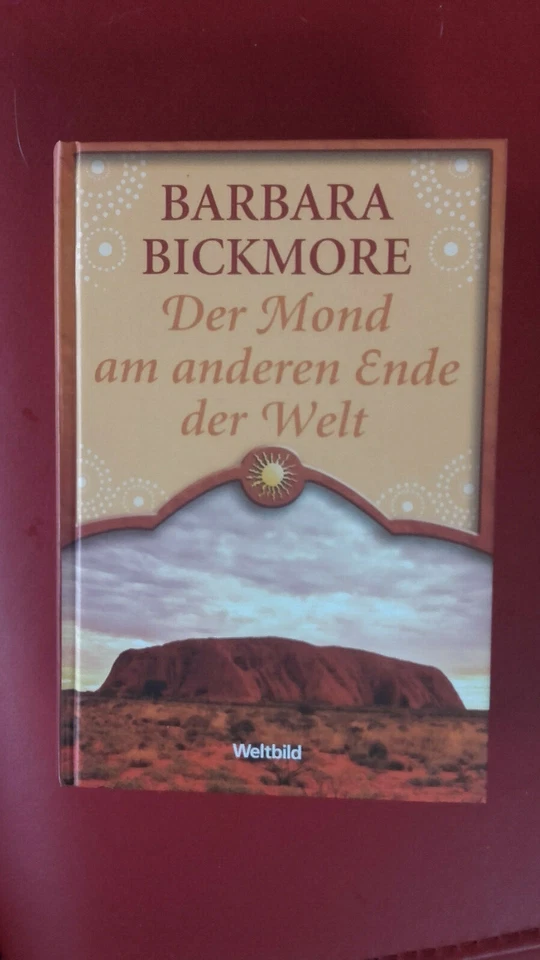 BARBARA
BICKMORE
Der Mond
am anderen Ende
der Welt
Weltbild